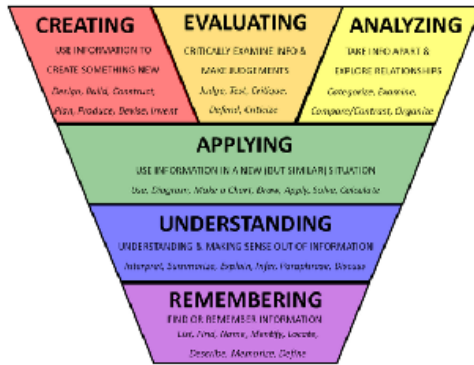 CREATING
USE INFORMATION TO
CREATE SOMETHING NEW
Design, Build, Construct,
Plan, Produce, Devise, Invent
EVALUATING
CRITICALLY EXAMINE INFO &
MAKE JUDGEMENTS
Judge, Test, Critique,
Defend, Criticize
ANALYZING
TAKE INFO APART &
EXPLORE RELATIONSHIPS
Categorize, Examine,
Compare/Contrast, Organize
APPLYING
USE INFORMATION IN A NEW (BUT SIMILAR) SITUATION
Use, Diagram, Make a Chart, Draw, Apply, Solve, Calculate
UNDERSTANDING
UNDERSTANDING & MAKING SENSE OUT OF INFORMATION
Interpret, Summarize, Explain, Infer, Paraphrase, Discuss
REMEMBERING
FIND OR REMEMBER INFORMATION
List, Find, Name, Identify, Locate,
Describe, Memorize, Define